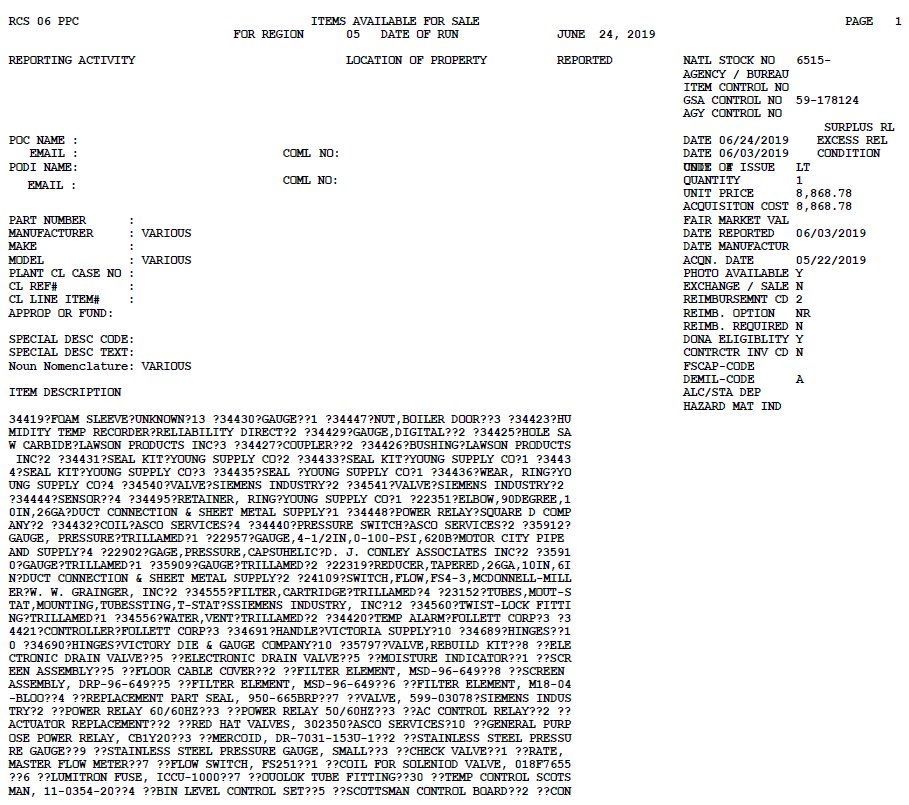 RCS 06 PPC ITEMS AVAILABLE FOR SALE PAGE 1
FOR REGION 05 DATE OF RUN JUNE 24, 2019
REPORTING ACTIVITY LOCATION OF PROPERTY REPORTED NATL STOCK NO 6515-
AGENCY / BUREAU
ITEM CONTROL NO
GSA CONTROL NO 59-178124
AGY CONTROL NO
SURPLUS RL
POC NAME : DATE 06/24/2019 EXCESS REL
EMAIL : COML NO: DATE 06/03/2019 CONDITION
PODI NAME: OF ISSUE LT
EMAIL : COML NO: QUANTITY 1
UNIT PRICE 8,868.78
ACQUISITON COST 8,868.78
PART NUMBER : FAIR MARKET VAL
MANUFACTURER : VARIOUS DATE REPORTED 06/03/2019
MAKE : DATE MANUFACTUR
MODEL : VARIOUS ACQN. DATE 05/22/2019
PLANT CL CASE NO : PHOTO AVAILABLE Y
CL REF# : EXCHANGE / SALE N
CL LINE ITEM# : REIMBURSEMNT CD 2
APPROP OR FUND: REIMB. OPTION NR
REIMB. REQUIRED N
SPECIAL DESC CODE: DONA ELIGIBLITY Y
SPECIAL DESC TEXT: CONTRCTR INV CD N
Noun Nomenclature: VARIOUS FSCAP-CODE
DEMIL-CODE A
ITEM DESCRIPTION ALC/STA DEP
HAZARD MAT IND
34419?FOAM SLEEVE?UNKNOWN?13 ?34430?GAUGE??1 ?34447?NUT,BOILER DOOR??3 ?34423?HU
MIDITY TEMP RECORDER?RELIABILITY DIRECT?2 ?34429?GAUGE,DIGITAL??2 ?34425?HOLE SA
W CARBIDE?LAWSON PRODUCTS INC?3 ?34427?COUPLER??2 ?34426?BUSHING?LAWSON PRODUCTS
INC?2 ?34431?SEAL KIT?YOUNG SUPPLY CO?2 ?34433?SEAL KIT?YOUNG SUPPLY CO?1 ?3443
4?SEAL KIT?YOUNG SUPPLY CO?3 ?34435?SEAL ?YOUNG SUPPLY CO?1 ?34436?WEAR, RING?YO
UNG SUPPLY CO?4 ?34540?VALVE?SIEMENS INDUSTRY?2 ?34541?VALVE?SIEMENS INDUSTRY?2
?34444?SENSOR??4 ?34495?RETAINER, RING?YOUNG SUPPLY CO?1 ?22351?ELBOW,90DEGREE,1
0IN,26GA?DUCT CONNECTION & SHEET METAL SUPPLY?1 ?34448?POWER RELAY?SQUARE D COMP
ANY?2 ?34432?COIL?ASCO SERVICES?4 ?34440?PRESSURE SWITCH?ASCO SERVICES?2 ?35912?
GAUGE, PRESSURE?TRILLAMED?1 ?22957?GAUGE,4-1/2IN,0-100-PSI,620B?MOTOR CITY PIPE
AND SUPPLY?4 ?22902?GAGE,PRESSURE,CAPSUHELIC?D. J. CONLEY ASSOCIATES INC?2 ?3591
0?GAUGE?TRILLAMED?1 ?35909?GAUGE?TRILLAMED?2 ?22319?REDUCER,TAPERED,26GA,10IN,6I
N?DUCT CONNECTION & SHEET METAL SUPPLY?2 ?24109?SWITCH,FLOW,FS4-3,MCDONNELL-MILL
ER?W. W. GRAINGER, INC?2 ?34555?FILTER,CARTRIDGE?TRILLAMED?4 ?23152?TUBES,MOUT-S
TAT,MOUNTING,TUBESSTING,T-STAT?SSIEMENS INDUSTRY, INC?12 ?34560?TWIST-LOCK FITTI
NG?TRILLAMED?1 ?34556?WATER,VENT?TRILLAMED?2 ?34420?TEMP ALARM?FOLLETT CORP?3 ?3
4421?CONTROLLER?FOLLETT CORP?3 ?34691?HANDLE?VICTORIA SUPPLY?10 ?34689?HINGES??1
0 ?34690?HINGES?VICTORY DIE & GAUGE COMPANY?10 ?35797?VALVE,REBUILD KIT??8 ??ELE
CTRONIC DRAIN VALVE??5 ??ELECTRONIC DRAIN VALVE??5 ??MOISTURE INDICATOR??1 ??SCR
EEN ASSEMBLY??5 ??FLOOR CABLE COVER??2 ??FILTER ELEMENT, MSD-96-649??8 ??SCREEN
ASSEMBLY, DRP-96-649??5 ??FILTER ELEMENT, MSD-96-649??6 ??FILTER ELEMENT, M18-04
-BLOO??4 ??REPLACEMENT PART SEAL, 950-665BRP??7 ??VALVE, 599-03078?SIEMENS INDUS
TRY?2 ??POWER RELAY 60/60HZ??3 ??POWER RELAY 50/60HZ??3 ??AC CONTROL RELAY??2 ??
ACTUATOR REPLACEMENT??2 ??RED HAT VALVES, 302350?ASCO SERVICES?10 ??GENERAL PURP
OSE POWER RELAY, CB1Y20??3 ??MERCOID, DR-7031-153U-1??2 ??STAINLESS STEEL PRESSU
RE GAUGE??9 ??STAINLESS STEEL PRESSURE GAUGE, SMALL??3 ??CHECK VALVE??1 ??RATE,
MASTER FLOW METER??7 ??FLOW SWITCH, FS251??1 ??COIL FOR SOLENIOD VALVE, 018F7655
??6 ??LUMITRON FUSE, ICCU-1000??7 ??OUOLOK TUBE FITTING??30 ??TEMP CONTROL SCOTS
MAN, 11-0354-20??4 ??BIN LEVEL CONTROL SET??5 ??SCOTTSMAN CONTROL BOARD??2 ??CON